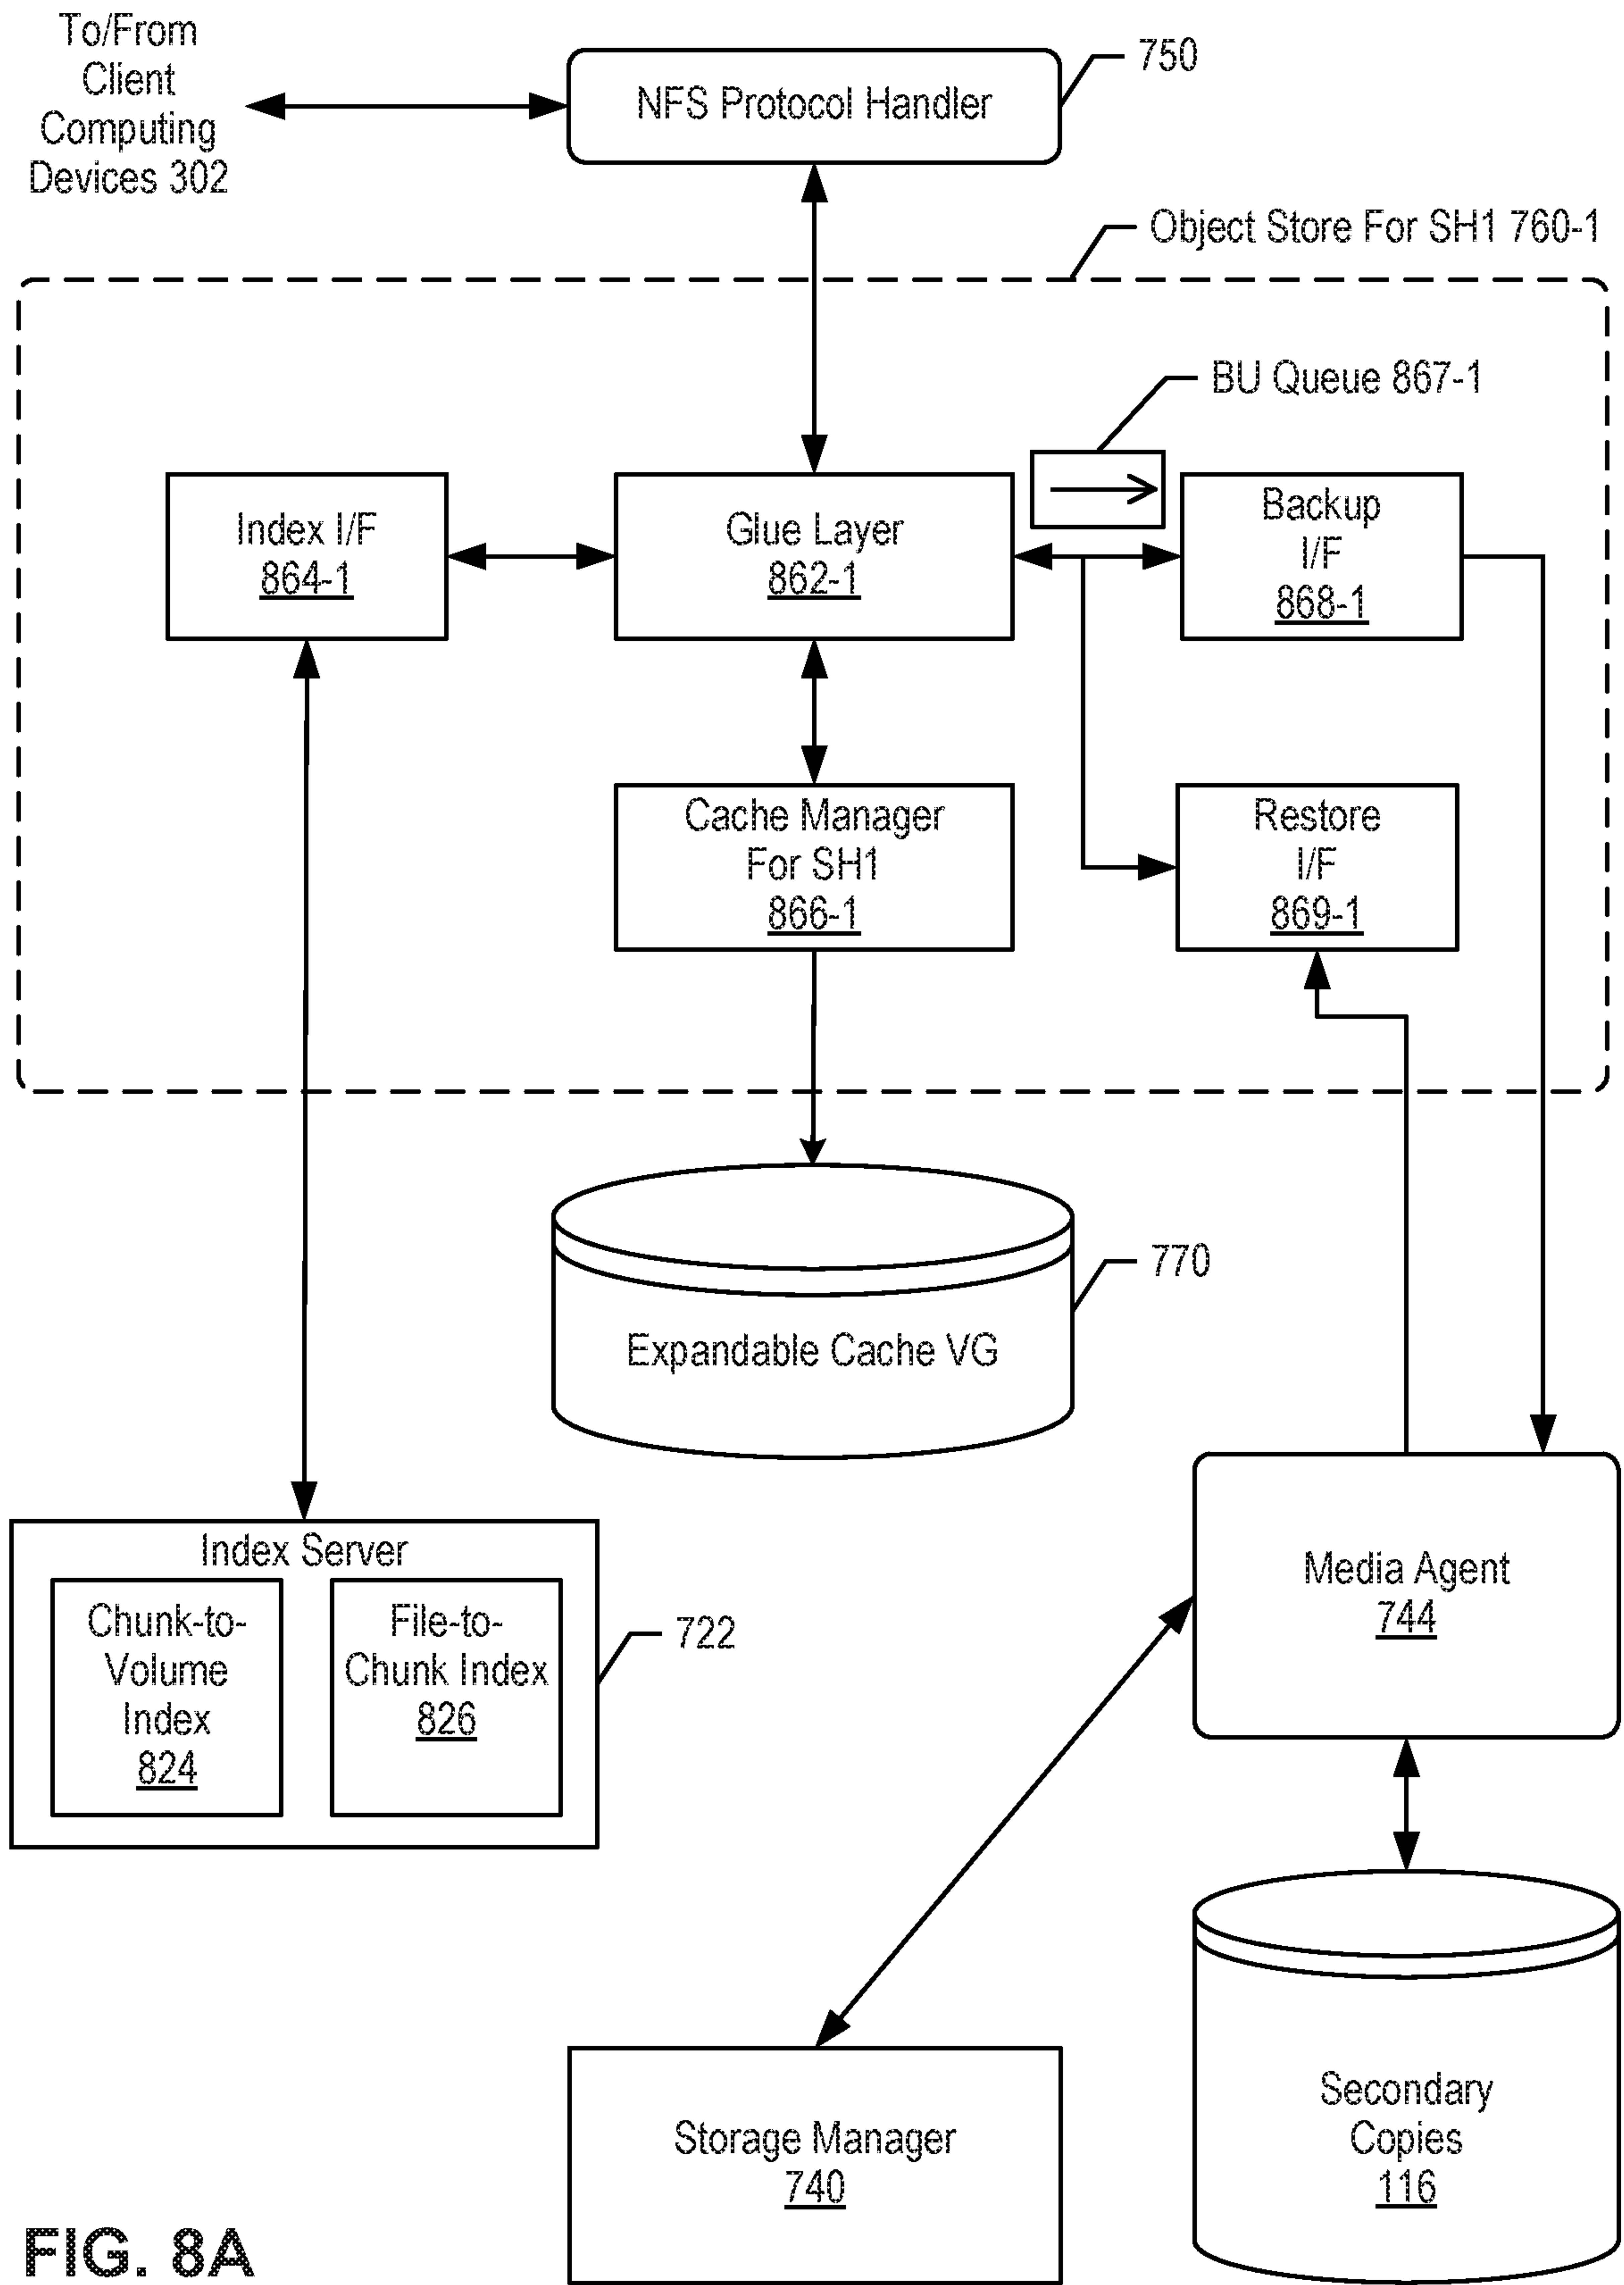 To/From
Client
Computing
Devices 302
NFS Protocol Handler
750
Object Store For SH1 760-1
BU Queue 867-1
Index I/F
864-1
Glue Layer
862-1
Backup
I/F
868-1
Cache Manager
For SH1
866-1
Restore
I/F
869-1
Expandable Cache VG
770
Index Server
Chunk-to-
Volume
Index
824
File-to-
Chunk Index
826
722
Media Agent
744
Storage Manager
740
Secondary
Copies
116
FIG. 8A